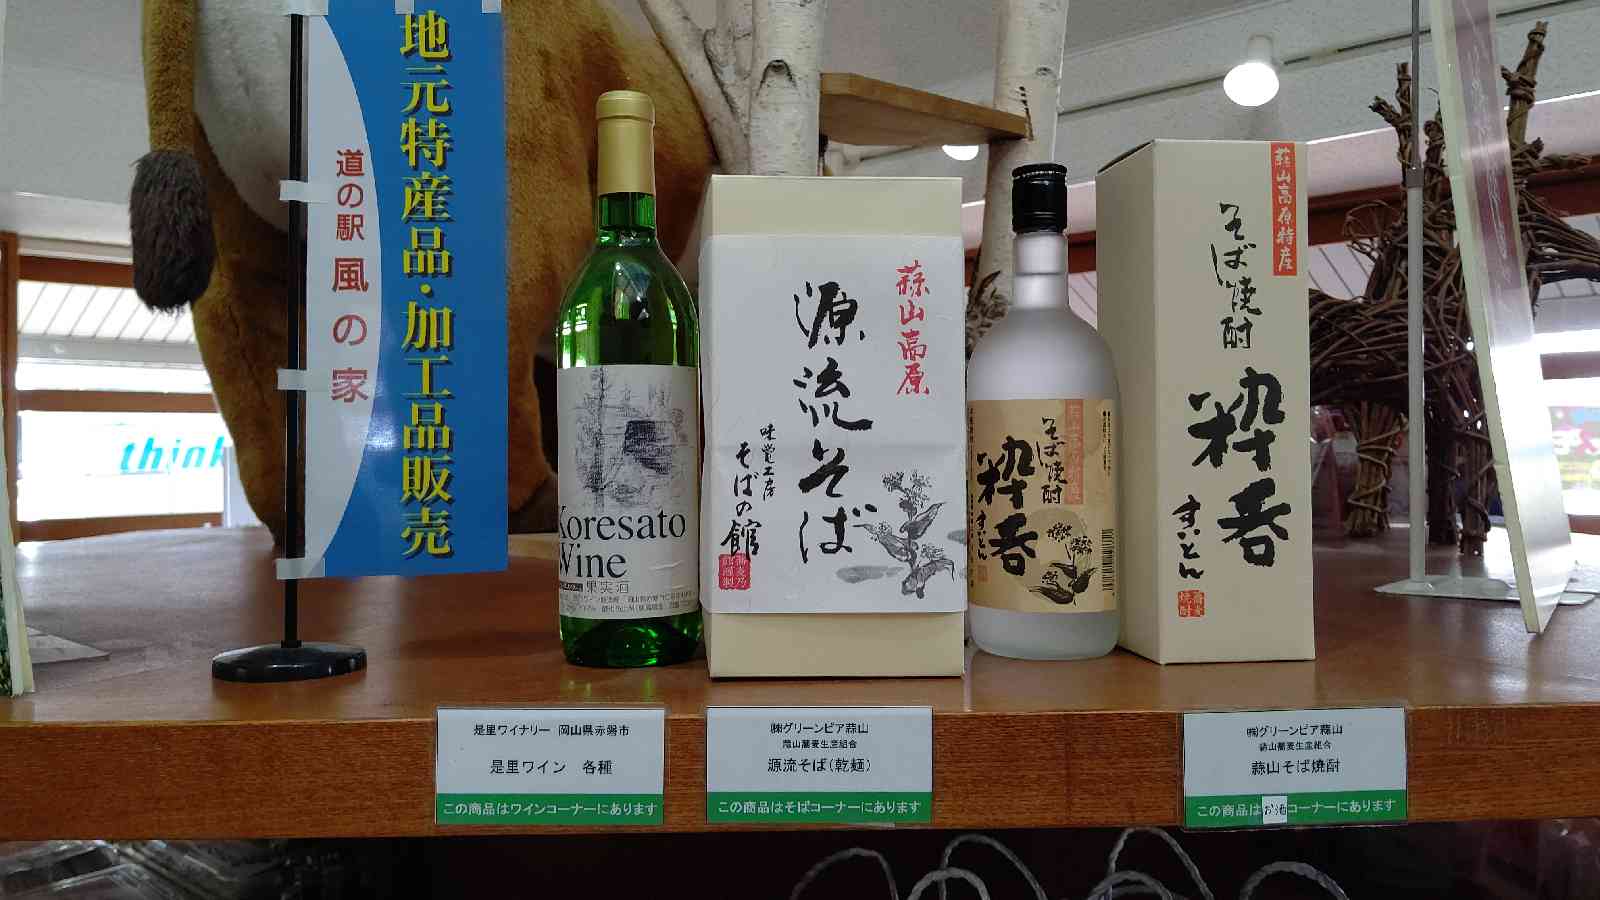 地元特産品・加工品販売
道の駅 風の家
think
Koresato
Wine
果実酒
蒜山高原
源流そば
味覚工房
そばの館
そば焼酎
粋呑
すいとん
蒜山高原特産
そば焼酎
粋呑
すいとん
蕎麦
焼酎
是里ワイナリー 岡山県赤磐市
是里ワイン 各種
この商品はワインコーナーにあります
㈱グリーンピア蒜山
蒜山蕎麦生産組合
源流そば(乾麺)
この商品はそばコーナーにあります
㈱グリーンピア蒜山
蒜山蕎麦生産組合
蒜山そば焼酎
この商品はお酒コーナーにあります